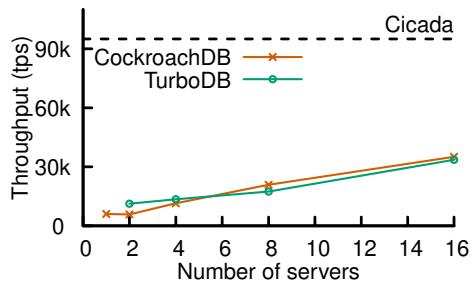 Cicada
90k
CockroachDB
TurboDB
60k
30k
0
0 2 4 6 8 10 12 14 16
Throughput (tps)
Number of servers